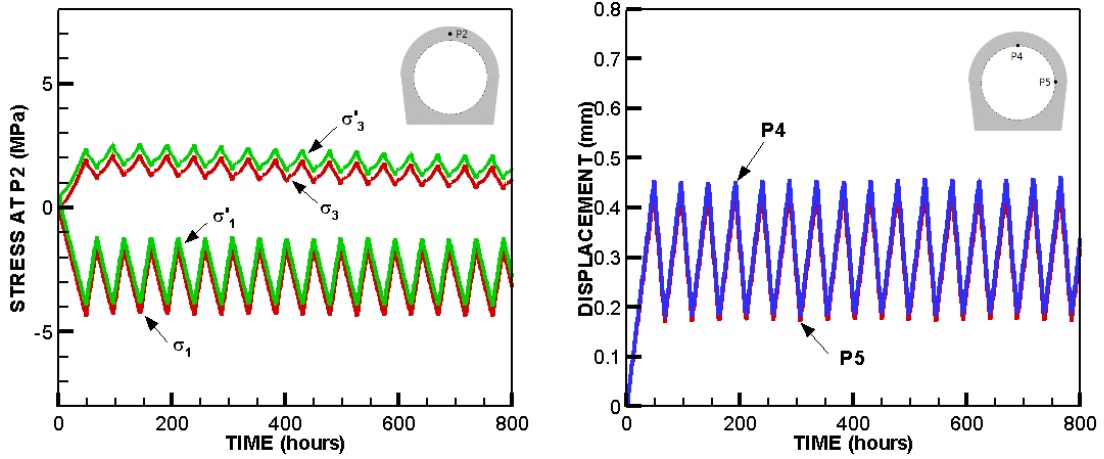 STRESS AT P2 (MPa)
5
0
-5
0
200
400
600
800
TIME (hours)
P2
σ'3
σ3
σ'1
σ1
DISPLACEMENT (mm)
0.8
0.7
0.6
0.5
0.4
0.3
0.2
0.1
0
0
200
400
600
800
TIME (hours)
P4
P5
P4
P5